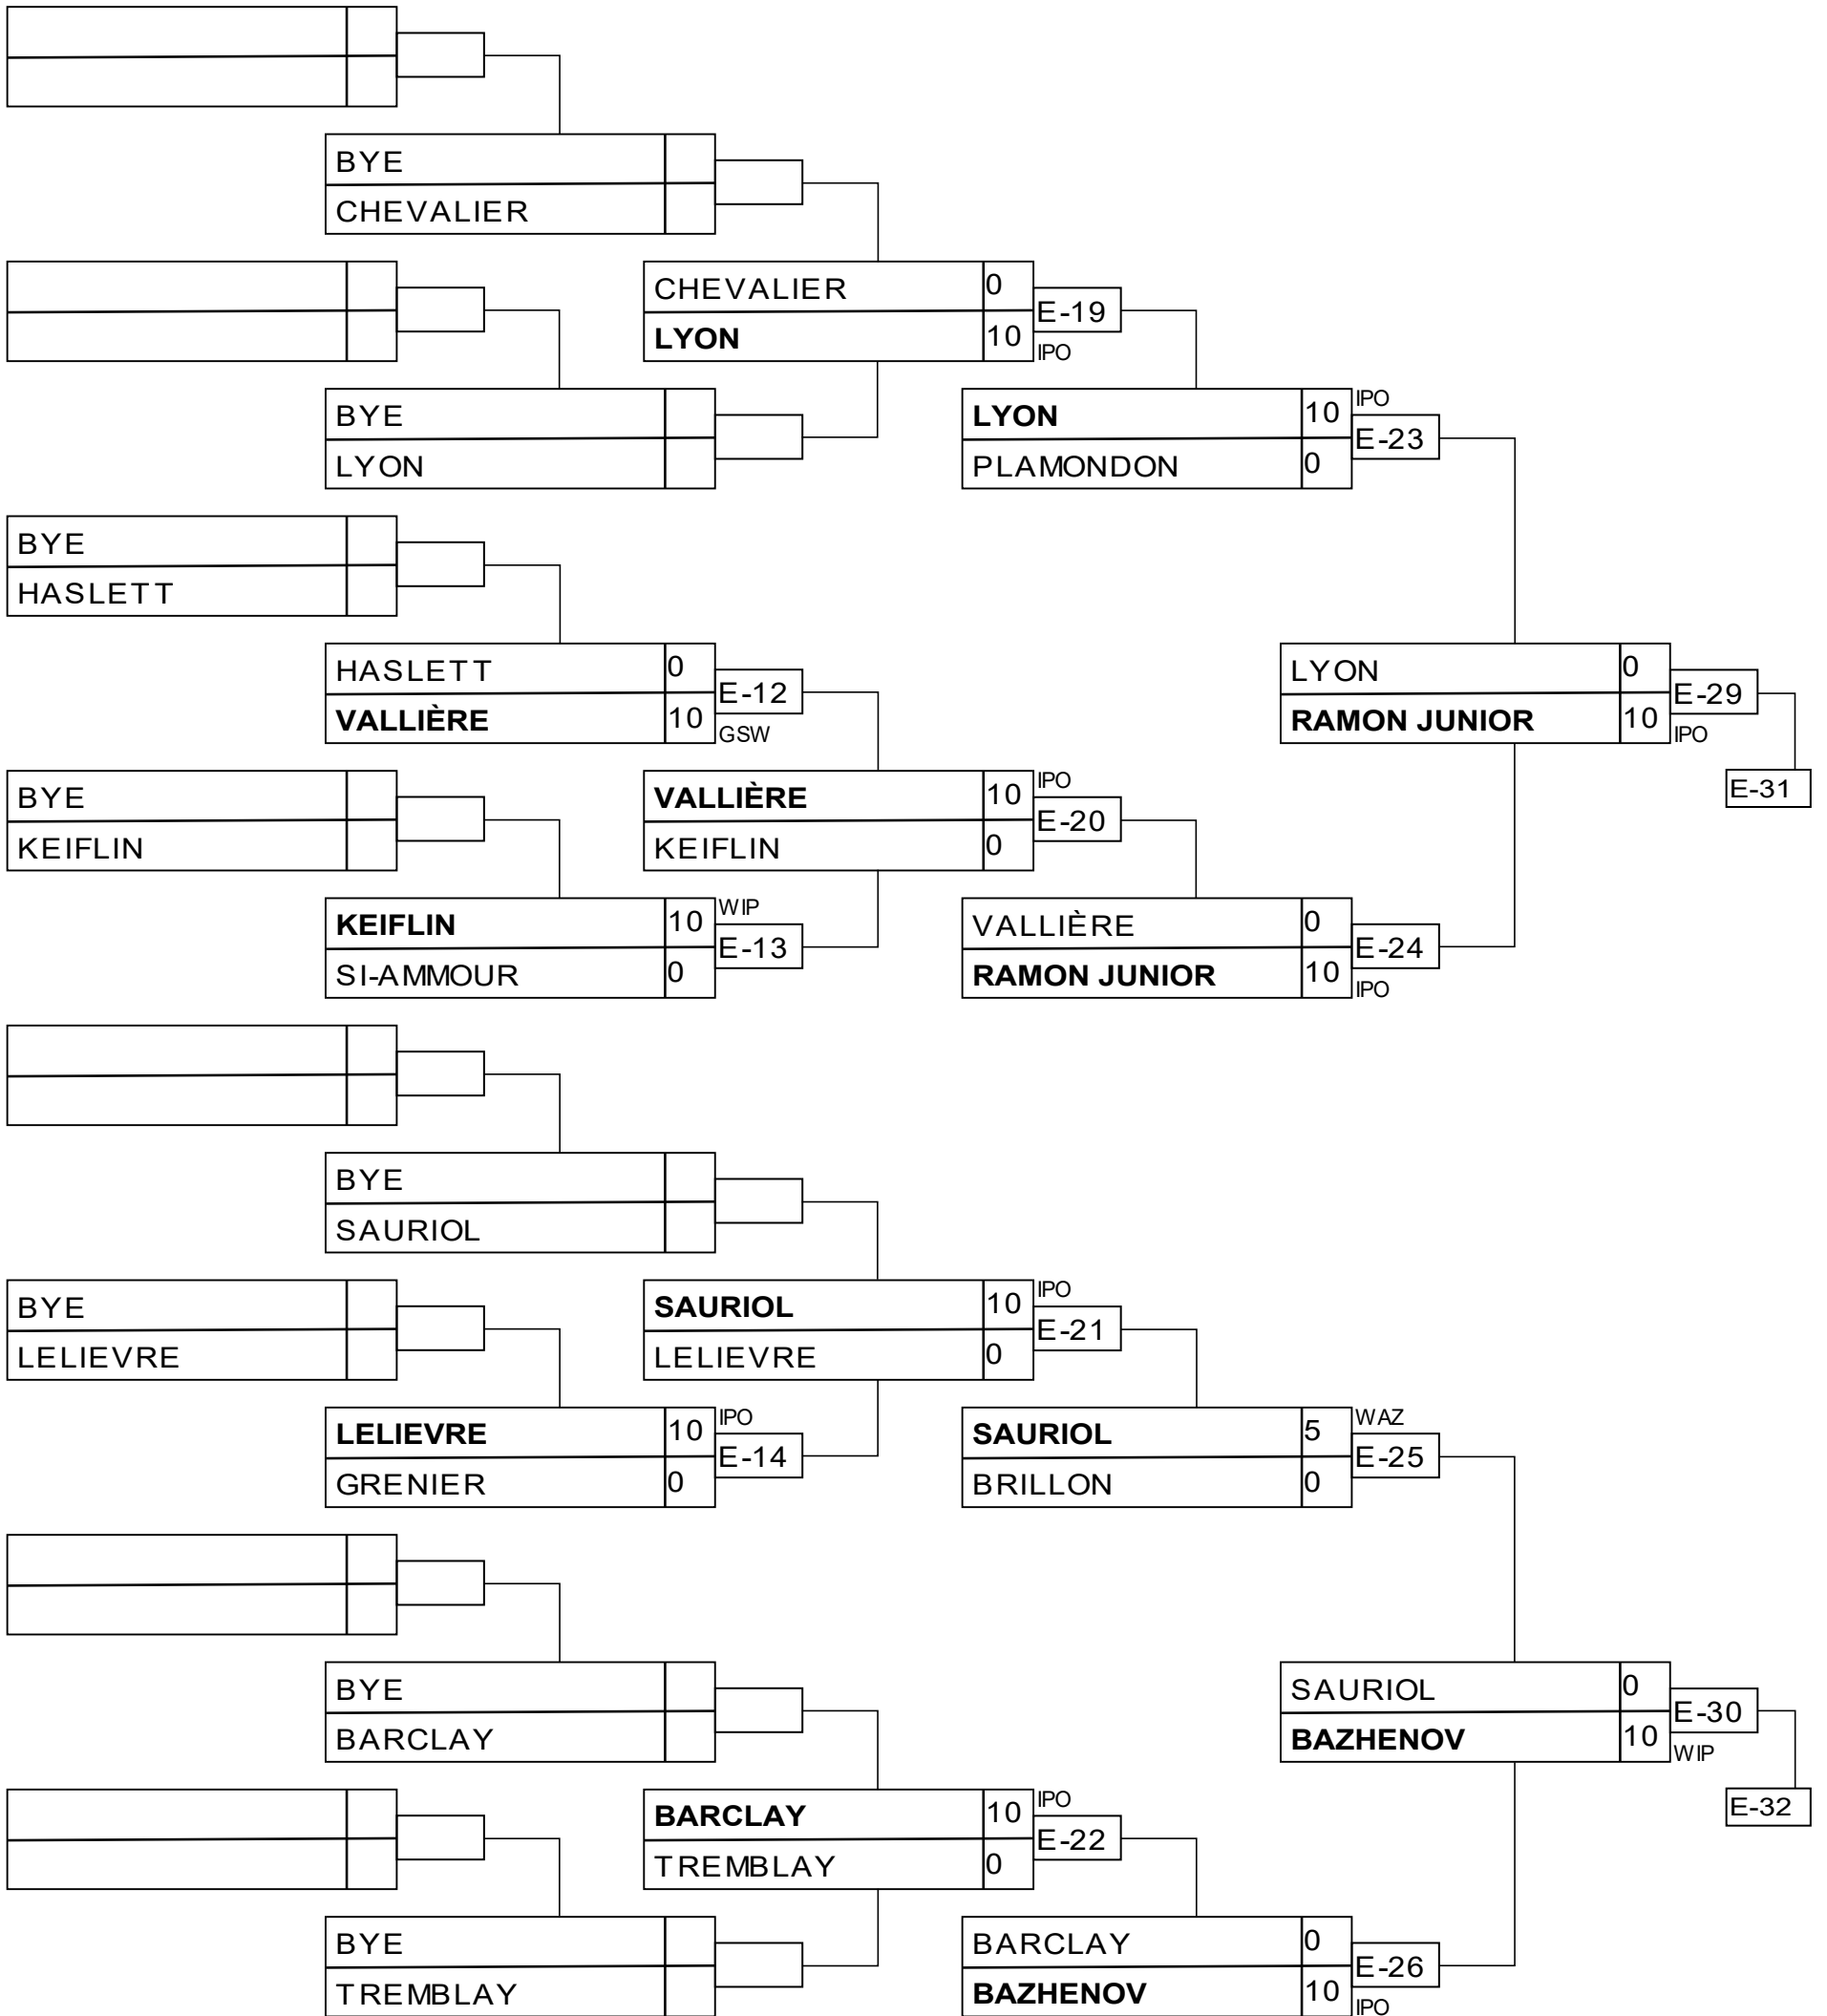 BYE
CHEVALIER
CHEVALIER 0
E-19
LYON 10
IPO
BYE
LYON
LYON 10
IPO
E-23
PLAMONDON 0
BYE
HASLETT
HASLETT 0
E-12
VALLIÈRE 10
GSW
LYON 0
E-29
RAMON JUNIOR 10
IPO
E-31
BYE
KEIFLIN
VALLIÈRE 10
IPO
E-20
KEIFLIN 0
KEIFLIN 10
WIP
E-13
SI-AMMOUR 0
VALLIÈRE 0
E-24
RAMON JUNIOR 10
IPO
BYE
SAURIOL
BYE
LELIEVRE
SAURIOL 10
IPO
E-21
LELIEVRE 0
LELIEVRE 10
IPO
E-14
GRENIER 0
SAURIOL 5
WAZ
E-25
BRILLON 0
BYE
BARCLAY
SAURIOL 0
E-30
BAZHENOV 10
WIP
E-32
BARCLAY 10
IPO
E-22
TREMBLAY 0
BYE
TREMBLAY
BARCLAY 0
E-26
BAZHENOV 10
IPO